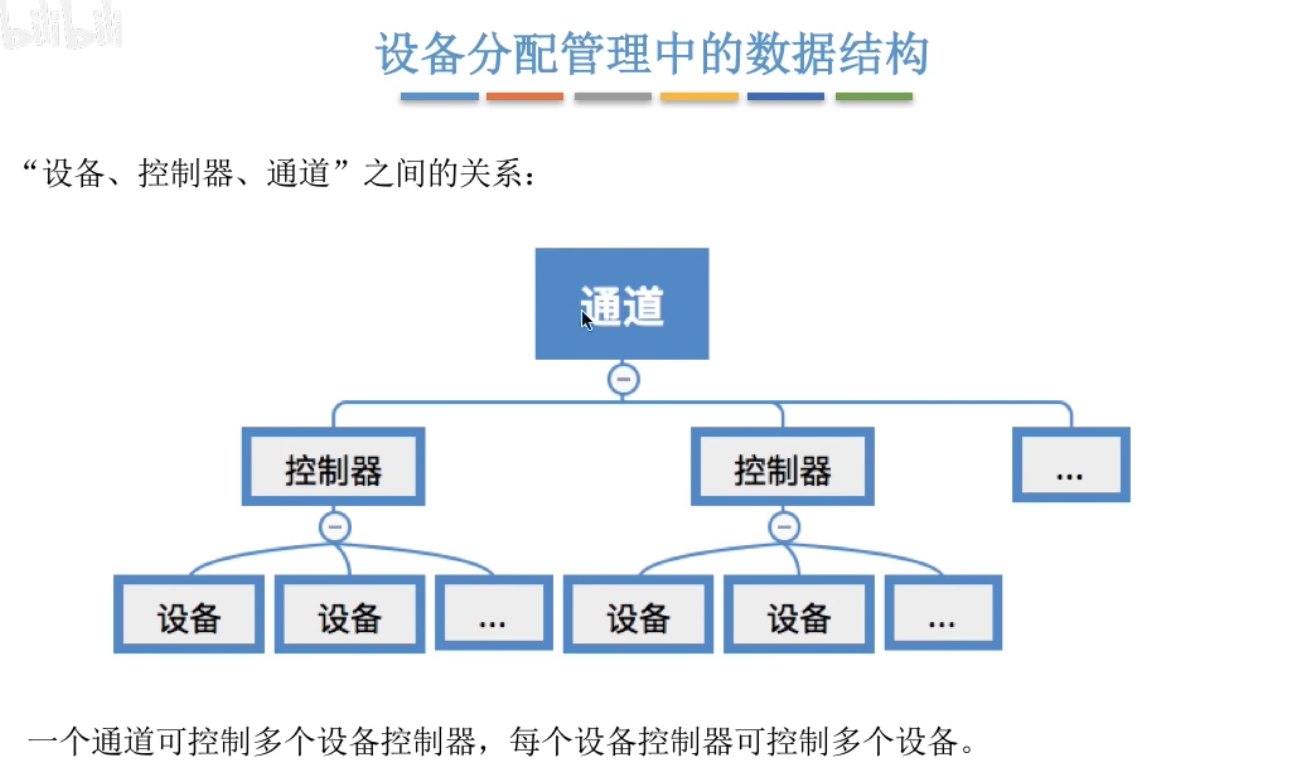 bilibili
设备分配管理中的数据结构
“设备、控制器、通道”之间的关系：
通道
控制器 控制器 ...
设备 设备 ... 设备 设备 ...
一个通道可控制多个设备控制器，每个设备控制器可控制多个设备。